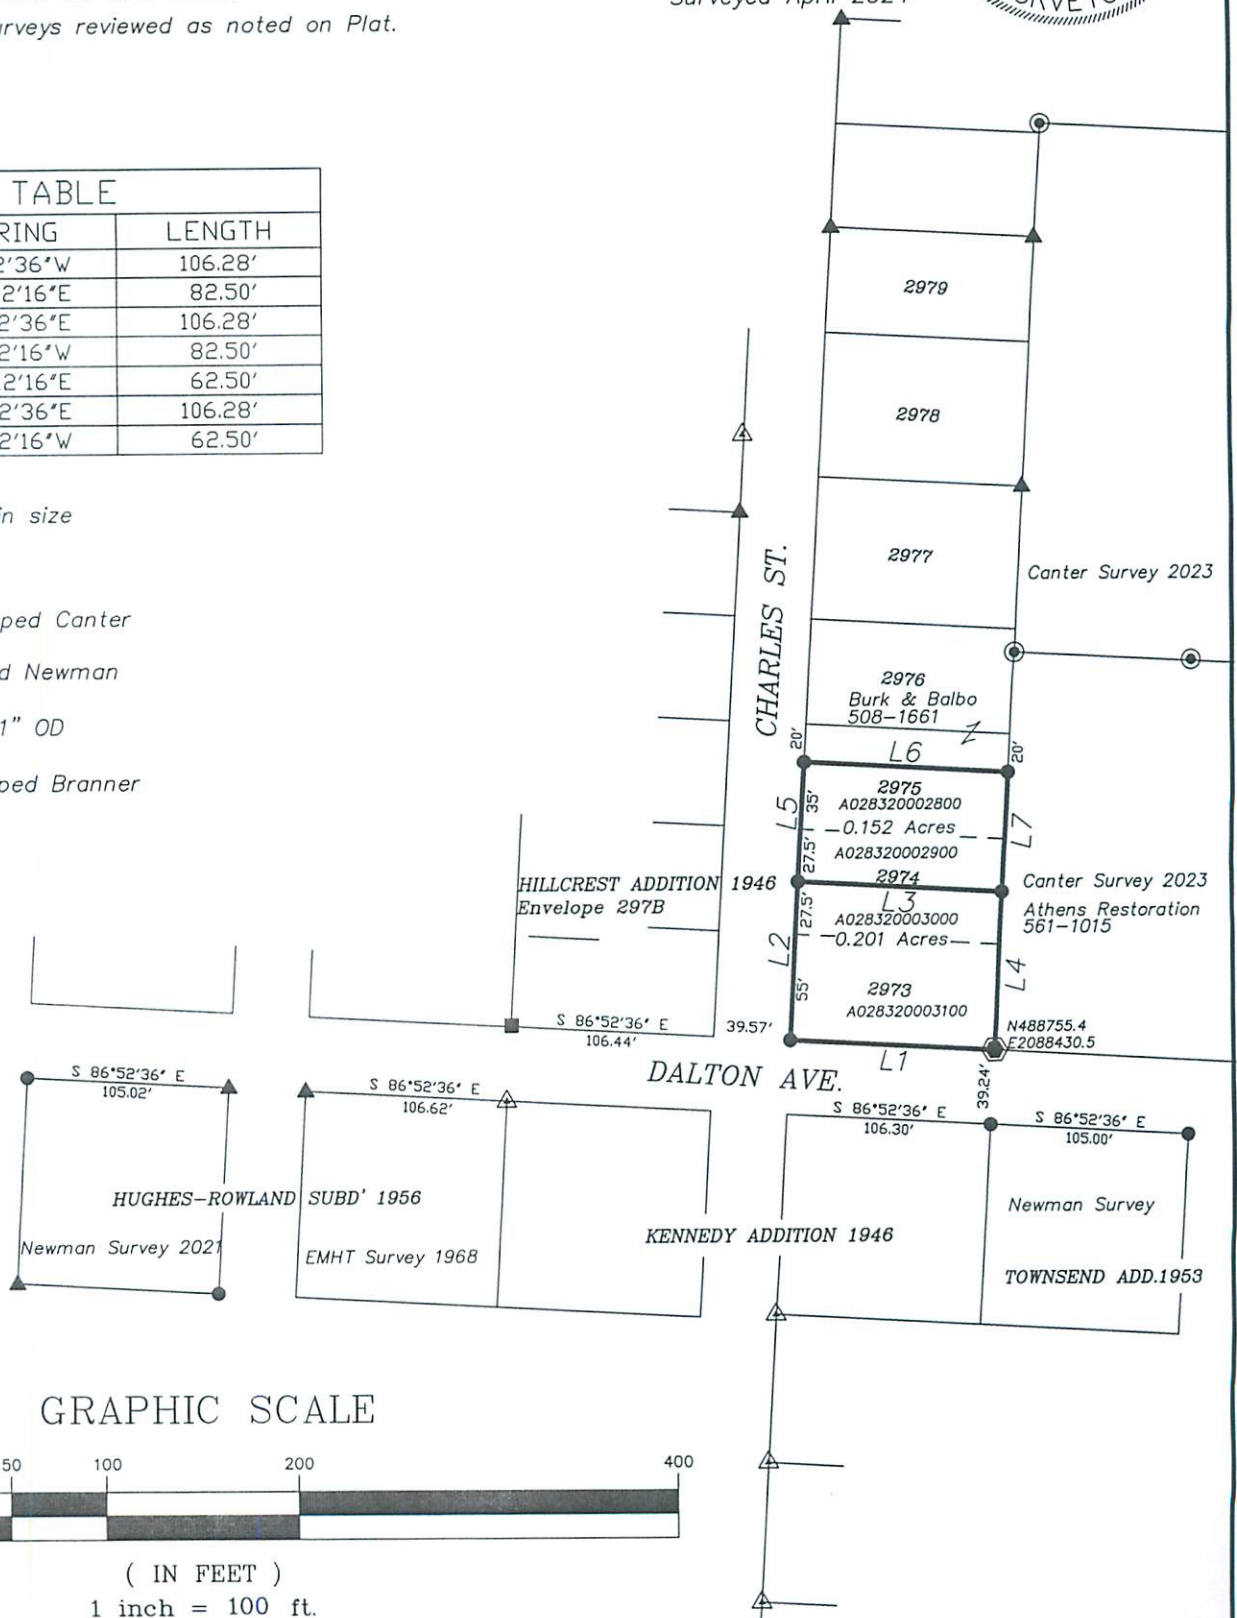 Surveyed April 2024
urveys reviewed as noted on Plat.
TABLE
RING LENGTH
2'36"W 106.28'
2'16"E 82.50'
2'36"E 106.28'
2'16"W 82.50'
2'16"E 62.50'
2'36"E 106.28'
2'16"W 62.50'
in size
ped Canter
d Newman
1" OD
ped Branner
2979
2978
2977
Canter Survey 2023
CHARLES ST.
2976
Burk & Balbo
508-1661
Z
20'
20'
L6
2975
A028320002800
35'
L5
L7
0.152 Acres
A028320002900
27.5'
2974
HILLCREST ADDITION 1946
Envelope 297B
Canter Survey 2023
Athens Restoration
561-1015
L3
27.5'
A028320003000
0.201 Acres
L2
L4
55'
2973
A028320003100
S 86°52'36" E
106.44'
39.57'
N488755.4
E2088430.5
L1
DALTON AVE.
39.24'
S 86°52'36" E
105.02'
S 86°52'36" E
106.62'
S 86°52'36" E
106.30'
S 86°52'36" E
105.00'
HUGHES-ROWLAND SUBD' 1956
Newman Survey 2021
EMHT Survey 1968
KENNEDY ADDITION 1946
Newman Survey
TOWNSEND ADD.1953
GRAPHIC SCALE
50 100 200 400
( IN FEET )
1 inch = 100 ft.